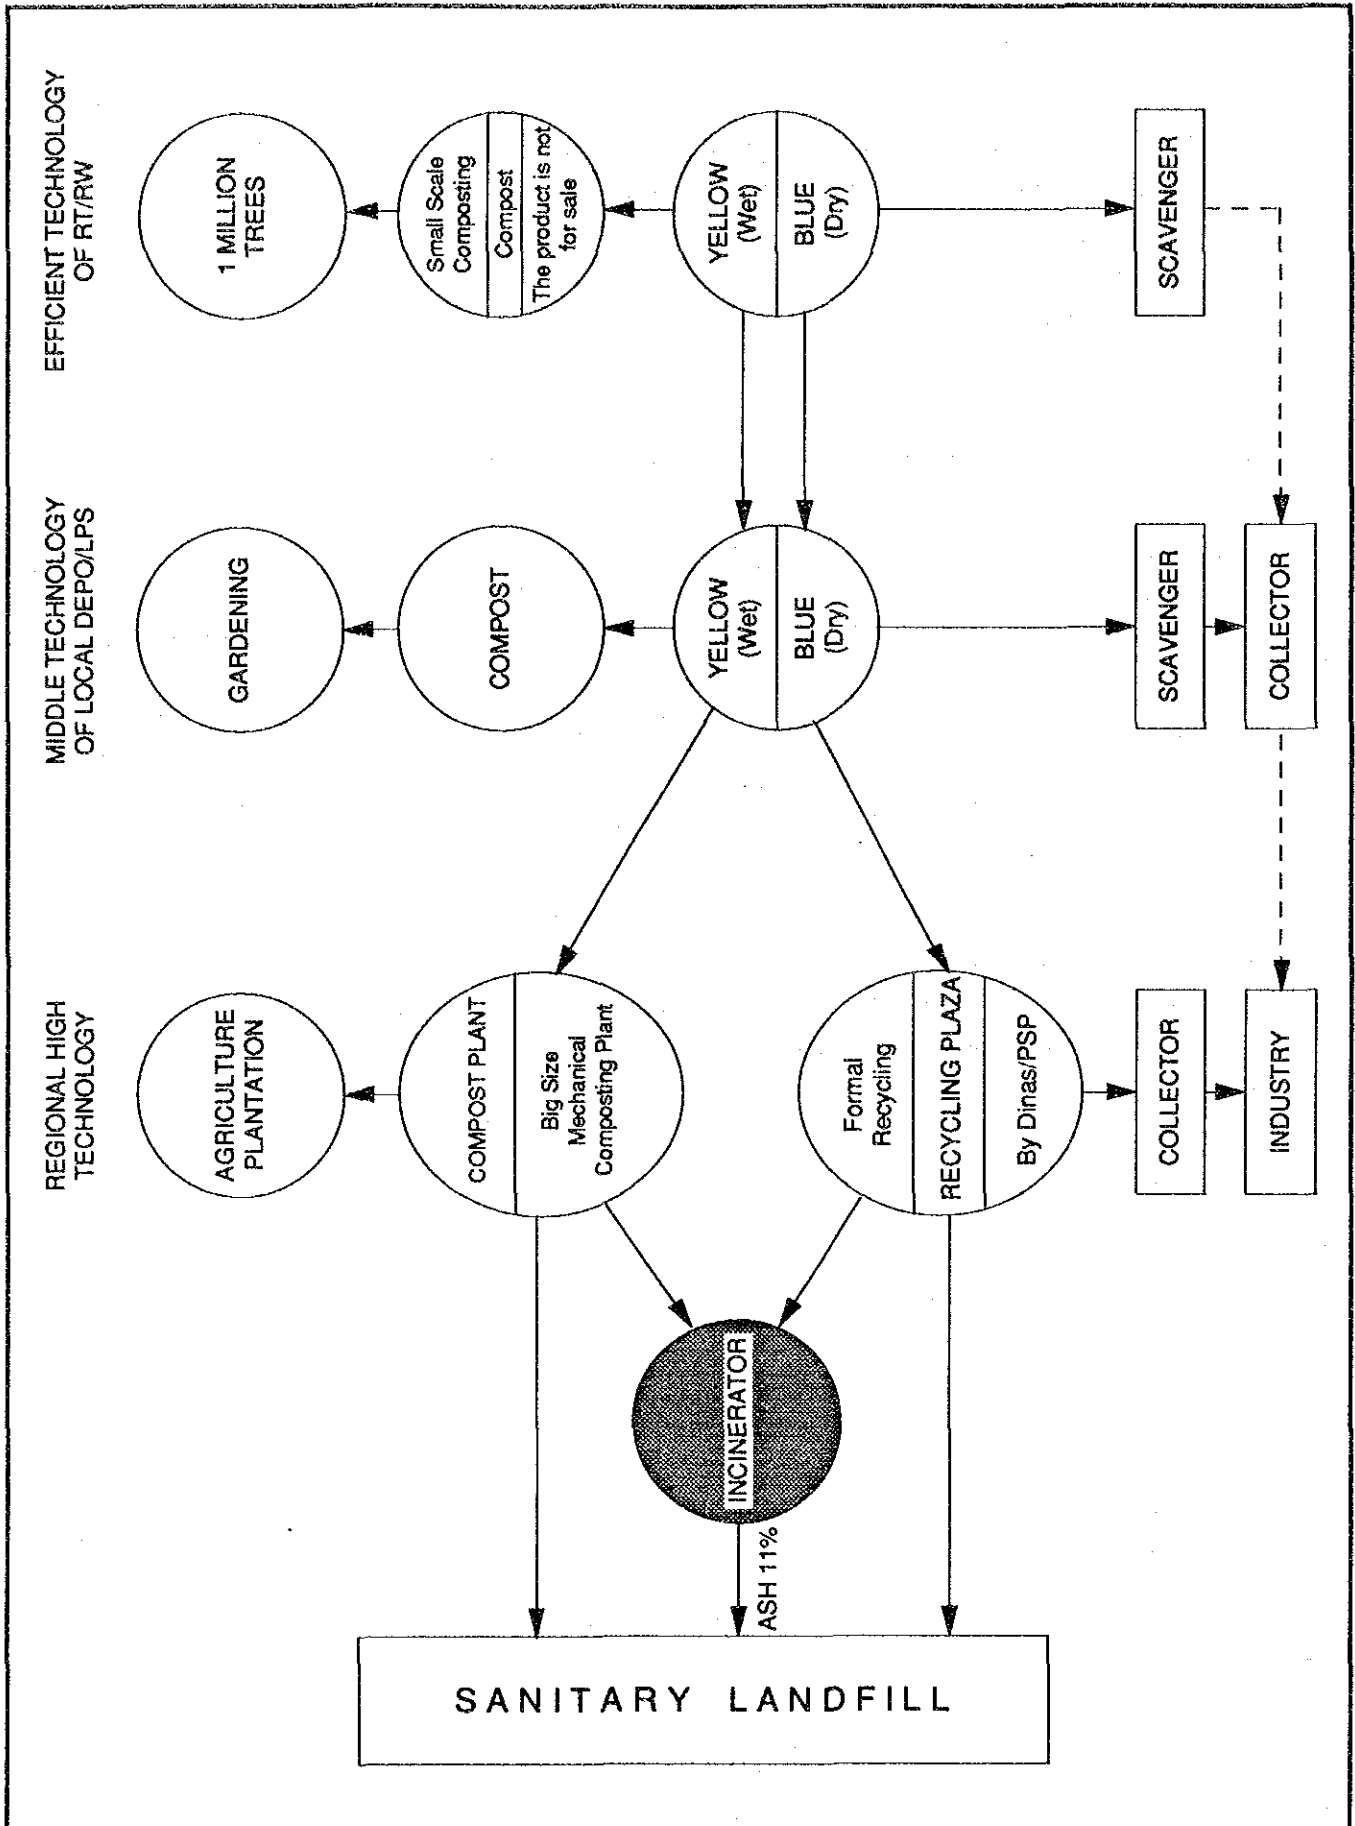 EFFICIENT TECHNOLOGY
OF RT/RW
1 MILLION
TREES
Small Scale
Composting
Compost
The product is not
for sale
YELLOW
(Wet)
BLUE
(Dry)
SCAVENGER
MIDDLE TECHNOLOGY
OF LOCAL DEPO/LPS
GARDENING
COMPOST
YELLOW
(Wet)
BLUE
(Dry)
SCAVENGER
COLLECTOR
REGIONAL HIGH
TECHNOLOGY
AGRICULTURE
PLANTATION
COMPOST PLANT
Big Size
Mechanical
Composting Plant
Formal
Recycling
RECYCLING PLAZA
By Dinas/PSP
COLLECTOR
INDUSTRY
INCINERATOR
ASH 11%
SANITARY LANDFILL